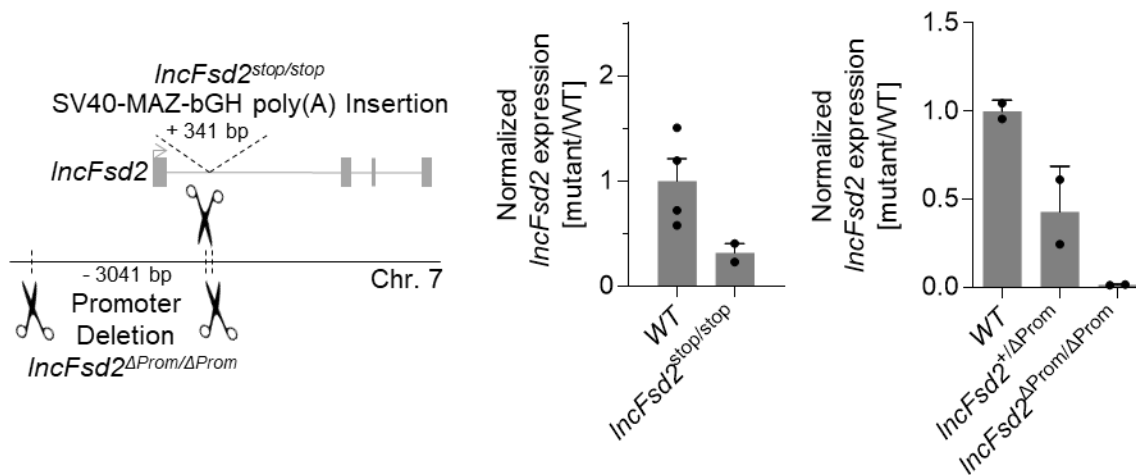 lncFsd2stop/stop
SV40-MAZ-bGH poly(A) Insertion
+ 341 bp
lncFsd2
- 3041 bp
Chr. 7
Promoter
Deletion
lncFsd2ΔProm/ΔProm
Normalized
lncFsd2 expression
[mutant/WT]
2
1
0
WT
lncFsd2stop/stop
Normalized
lncFsd2 expression
[mutant/WT]
1.5
1.0
0.5
0.0
WT
lncFsd2+/ΔProm
lncFsd2ΔProm/ΔProm